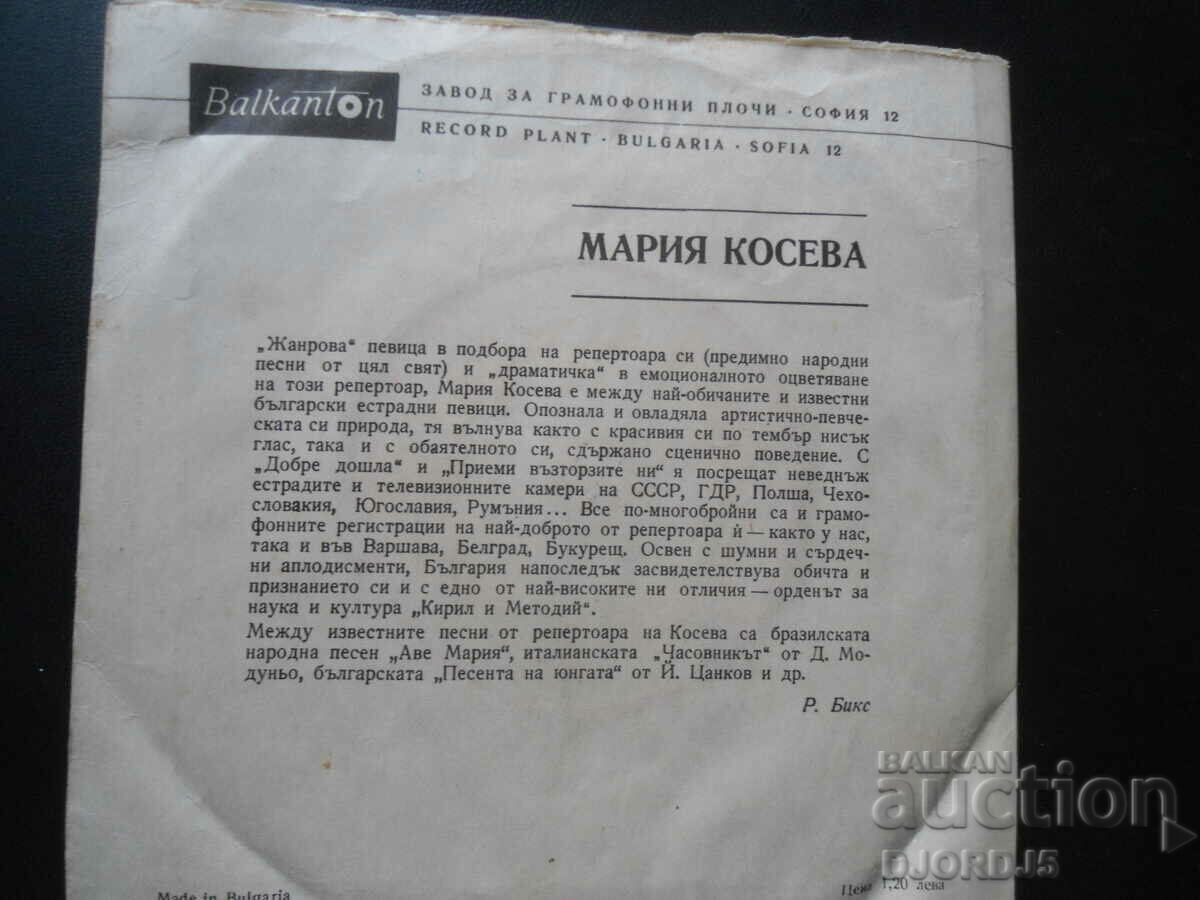 Balkanton
ЗАВОД ЗА ГРАМОФОННИ ПЛОЧИ · СОФИЯ 12
RECORD PLANT · BULGARIA · SOFIA 12
МАРИЯ КОСЕВА
„Жанрова“ певица в подбора на репертоара си (предимно народни
песни от цял свят) и „драматичка“ в емоционалното оцветяване
на този репертоар, Мария Косева е между най-обичаните и известни
български естрадни певици. Опознала и овладяла артистично-певче-
ската си природа, тя вълнува както с красивия си по тембър нисък
глас, така и с обаятелното си, сдържано сценично поведение. С
„Добре дошла“ и „Приеми възторзите ни“ я посрещат неведнъж
естрадите и телевизионните камери на СССР, ГДР, Полша, Чехо-
словакия, Югославия, Румъния... Все по-многобройни са и грамо-
фонните регистрации на най-доброто от репертоара ѝ — както у нас,
така и във Варшава, Белград, Букурещ. Освен с шумни и сърдеч-
ни аплодисменти, България напоследък засвидетелствува обичта и
признанието си и с едно от най-високите ни отличия — орденът за
наука и култура „Кирил и Методий“.
Между известните песни от репертоара на Косева са бразилската
народна песен „Аве Мария“, италианската „Часовникът“ от Д. Мо-
дуньо, българската „Песента на юнгата“ от Й. Цанков и др.
Р. Бикс
BALKAN
auction
DJORDJ5
Made in Bulgaria
Цена 1,20 лева